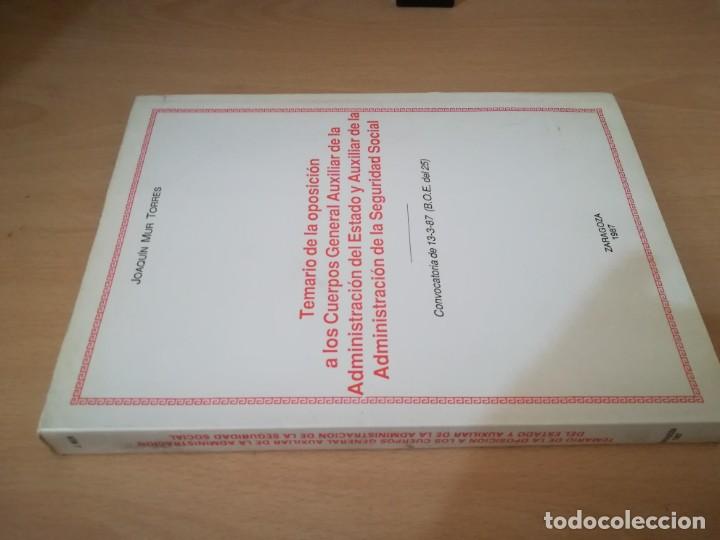 JOAQUÍN MUR TORRES
Temario de la oposición
a los Cuerpos General Auxiliar de la
Administración del Estado y Auxiliar de la
Administración de la Seguridad Social
Convocatoria de 13-3-87 (B.O.E. del 25)
ZARAGOZA
1987
TEMARIO DE LA OPOSICION A LOS CUERPOS GENERAL AUXILIAR DE LA ADMINISTRACION
DEL ESTADO Y AUXILIAR DE LA ADMINISTRACION DE LA SEGURIDAD SOCIAL
todocoleccion